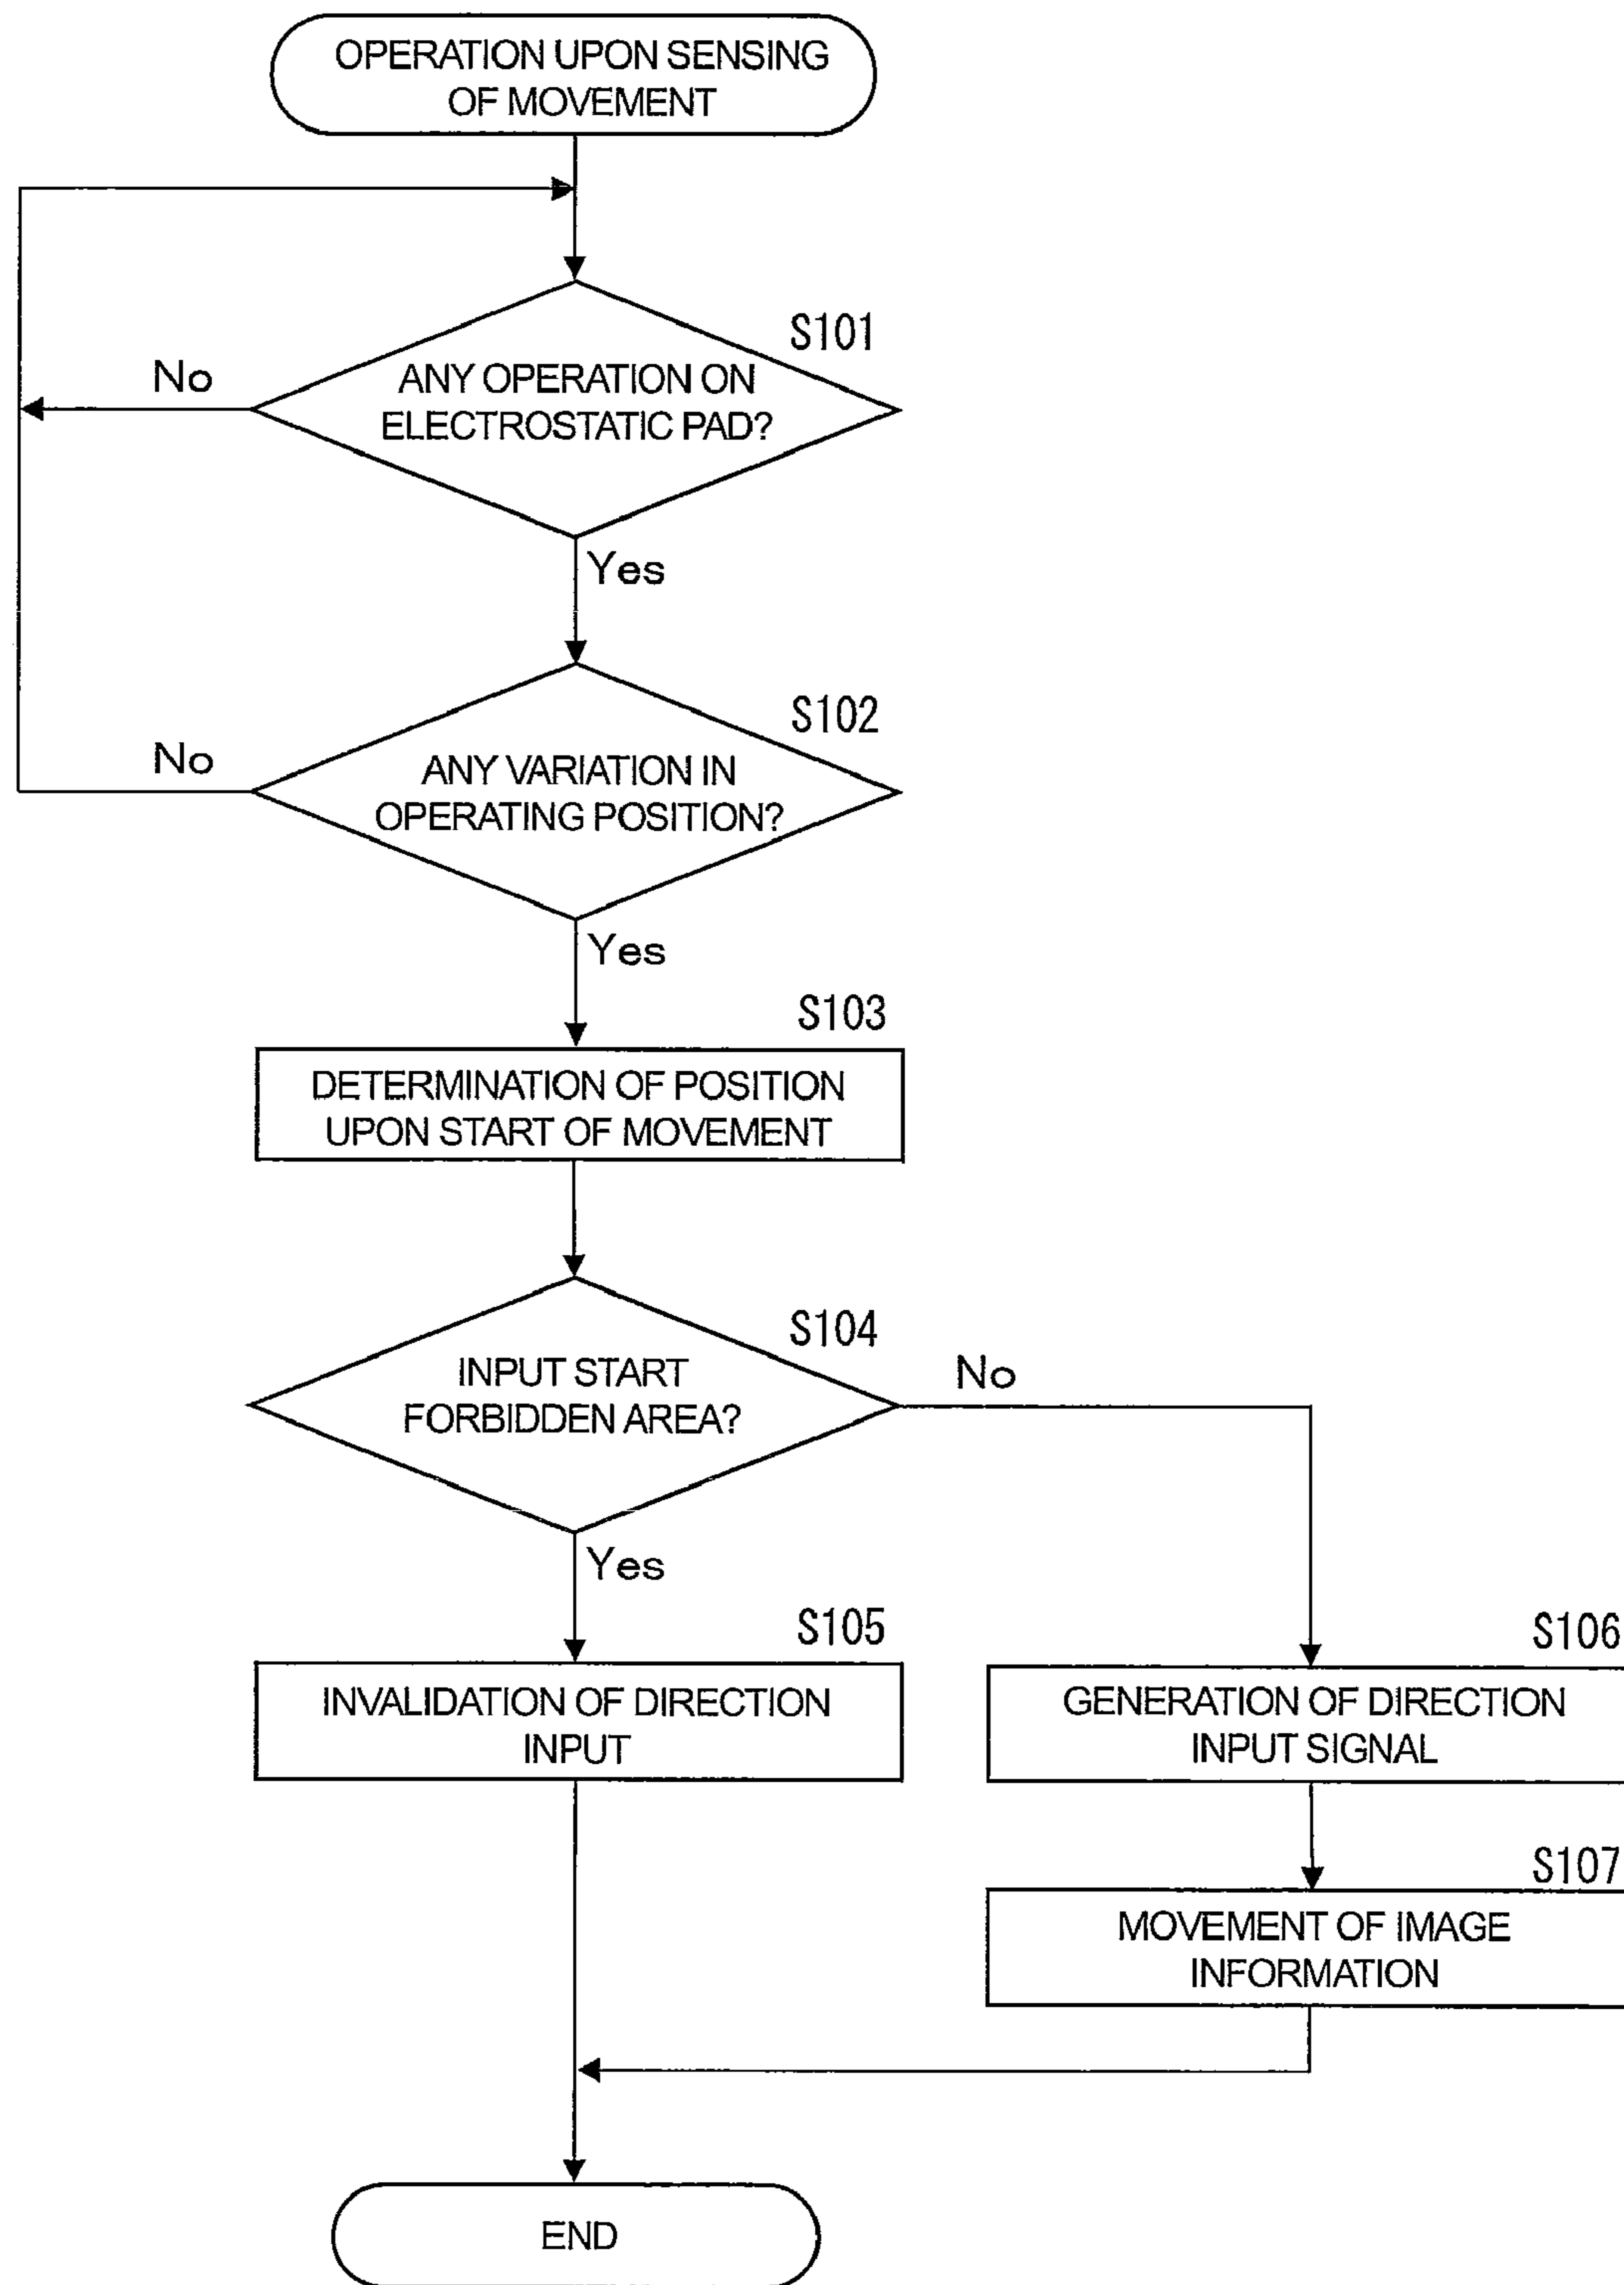 OPERATION UPON SENSING
OF MOVEMENT
S101
No
ANY OPERATION ON
ELECTROSTATIC PAD?
Yes
S102
No
ANY VARIATION IN
OPERATING POSITION?
Yes
S103
DETERMINATION OF POSITION
UPON START OF MOVEMENT
S104
INPUT START
FORBIDDEN AREA?
No
Yes
S105
INVALIDATION OF DIRECTION
INPUT
S106
GENERATION OF DIRECTION
INPUT SIGNAL
S107
MOVEMENT OF IMAGE
INFORMATION
END